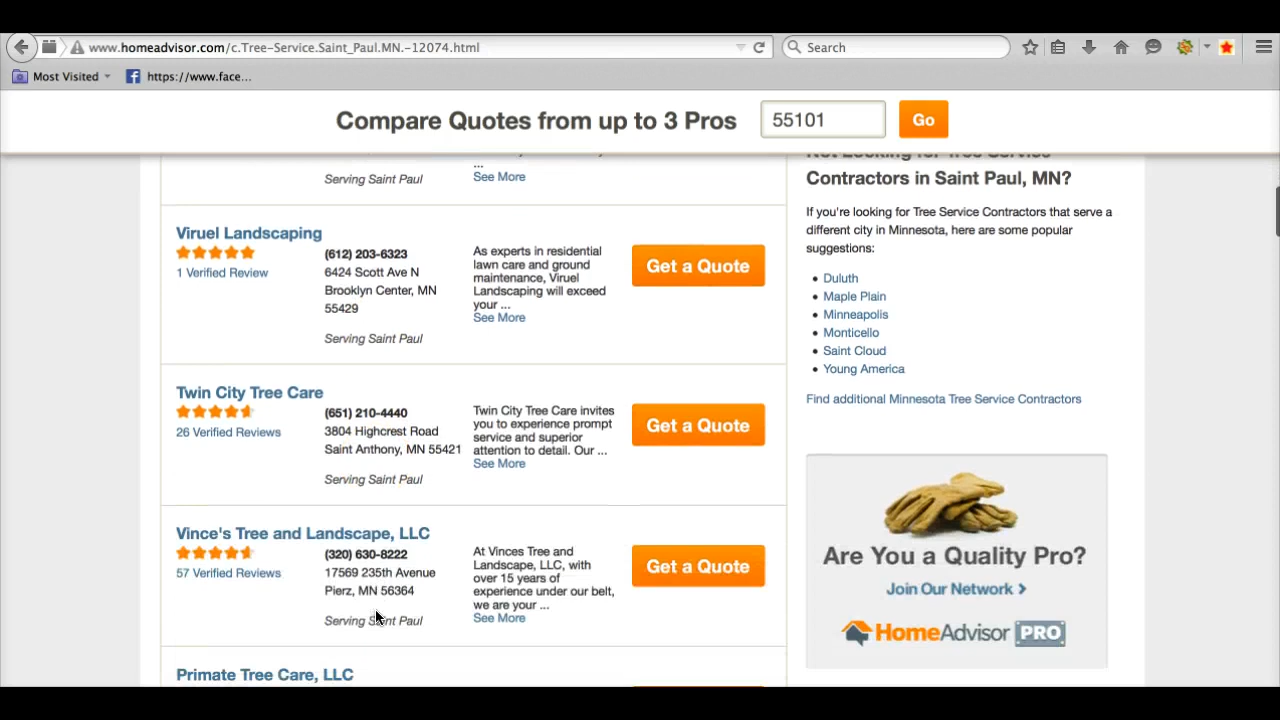 www.homeadvisor.com/c.Tree-Service.Saint_Paul.MN.-12074.html
Search
Most Visited
https://www.face...
Compare Quotes from up to 3 Pros
55101
Go
...
See More
Serving Saint Paul
Viruel Landscaping
1 Verified Review
(612) 203-6323
6424 Scott Ave N
Brooklyn Center, MN
55429
Serving Saint Paul
As experts in residential
lawn care and ground
maintenance, Viruel
Landscaping will exceed
your ...
See More
Get a Quote
Twin City Tree Care
26 Verified Reviews
(651) 210-4440
3804 Highcrest Road
Saint Anthony, MN 55421
Serving Saint Paul
Twin City Tree Care invites
you to experience prompt
service and superior
attention to detail. Our ...
See More
Get a Quote
Vince's Tree and Landscape, LLC
57 Verified Reviews
(320) 630-8222
17569 235th Avenue
Pierz, MN 56364
Serving Saint Paul
At Vinces Tree and
Landscape, LLC, with
over 15 years of
experience under our belt,
we are your ...
See More
Get a Quote
Primate Tree Care, LLC
Not Looking for Tree Service
Contractors in Saint Paul, MN?
If you're looking for Tree Service Contractors that serve a
different city in Minnesota, here are some popular
suggestions:
Duluth
Maple Plain
Minneapolis
Monticello
Saint Cloud
Young America
Find additional Minnesota Tree Service Contractors
Are You a Quality Pro?
Join Our Network >
HomeAdvisor PRO